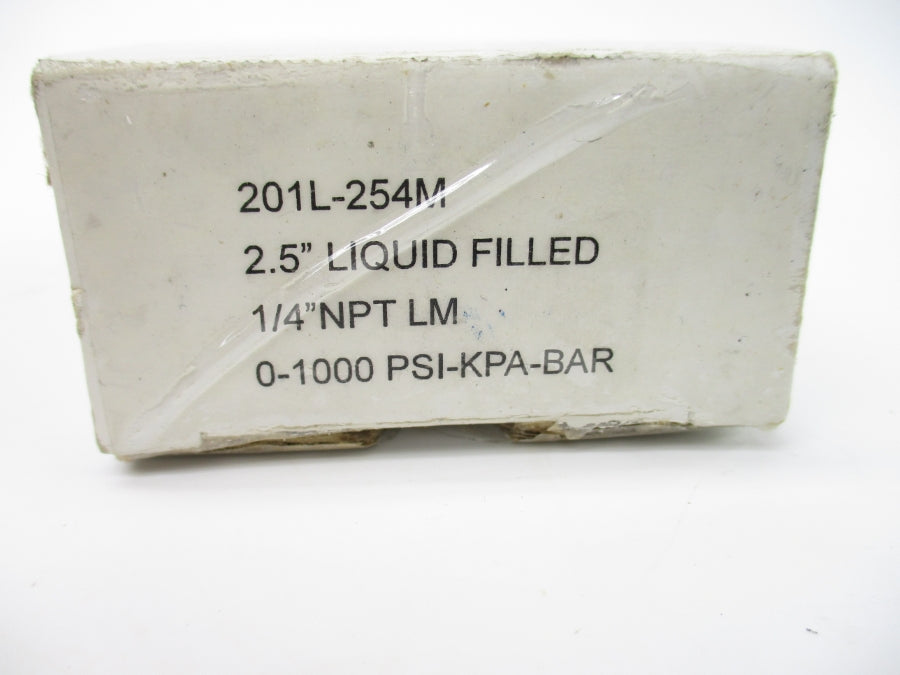 201L-254M
2.5” LIQUID FILLED
1/4”NPT LM
0-1000 PSI-KPA-BAR